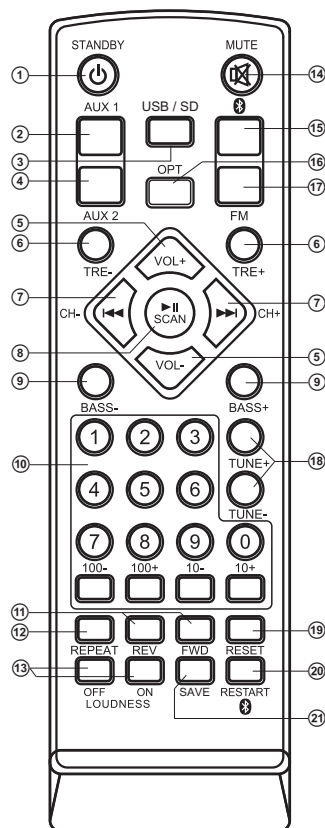 STANDBY MUTE
1 14
AUX 1 USB / SD
2 15
3 OPT 16
4 17
5 AUX 2 FM
6 VOL+ 6
TRE- TRE+
7 7
CH- SCAN CH+
8
VOL- 5
9 9
BASS- BASS+
1 2 3
10 TUNE+ 18
4 5 6
TUNE-
7 8 9 0
100- 100+ 10- 10+
11
12 19
REPEAT REV FWD RESET
13 20
OFF ON SAVE RESTART
LOUDNESS
21